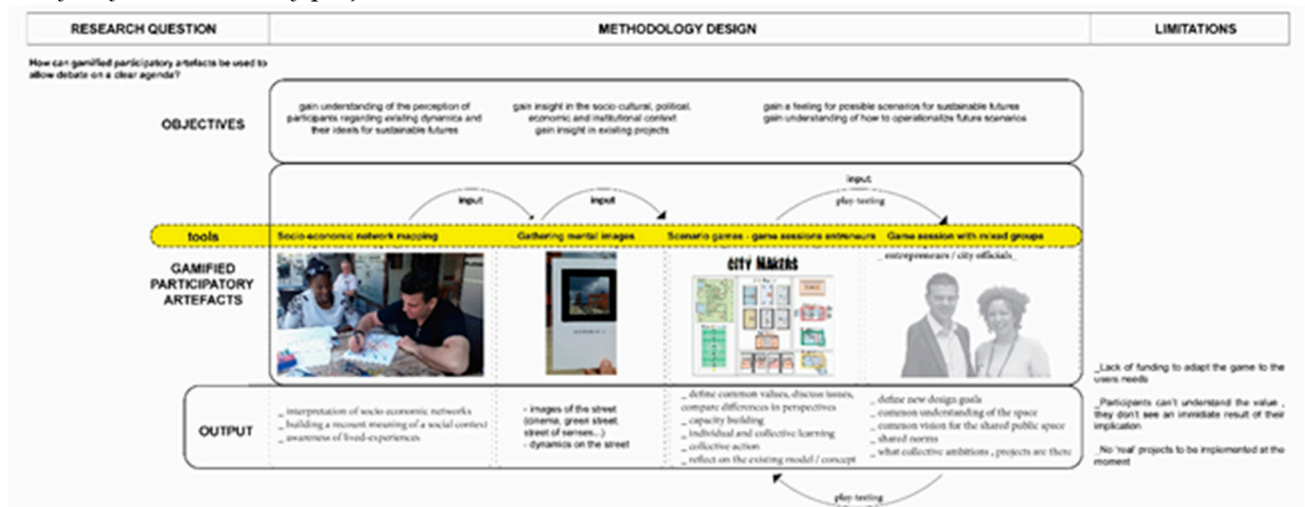 RESEARCH QUESTION
METHODOLOGY DESIGN
LIMITATIONS
How can gamified participatory artefacts be used to
allow debate on a clear agenda?
OBJECTIVES
gain understanding of the perception of
participants regarding existing dynamics and
their ideals for sustainable futures
gain insight in the socio-cultural, political,
economic and institutional context
gain insight in existing projects
gain a feeling for possible scenarios for sustainable futures
gain understanding of how to operationalize future scenarios
input
input
input
play-testing
tools
Socio-economic network mapping
Gathering mental images
Scenario games - game sessions entreneurs
Game session with mixed groups
_ entrepreneurs / city officials_
GAMIFIED
PARTICIPATORY
ARTEFACTS
CITY MAKERS
OUTPUT
_ interpretation of socio-economic networks
_ building a recount meaning of a social context
_ awareness of lived-experiences
- images of the street
(cinema, green street,
street of senses...)
- dynamics on the street
_ define common values, discuss issues,
compare differences in perspectives
_ capacity building
_ individual and collective learning
_ collective action
_ reflect on the existing model / concept
_ define new design goals
_ common understanding of the space
_ common vision for the shared public space
_ shared norms
_ what collective ambitions , projects are there
_Lack of funding to adapt the game to the
users needs
_Participants can't understand the value ,
they don't see an immidiate result of their
implication
_No 'real' projects to be implemented at the
moment
play-testing